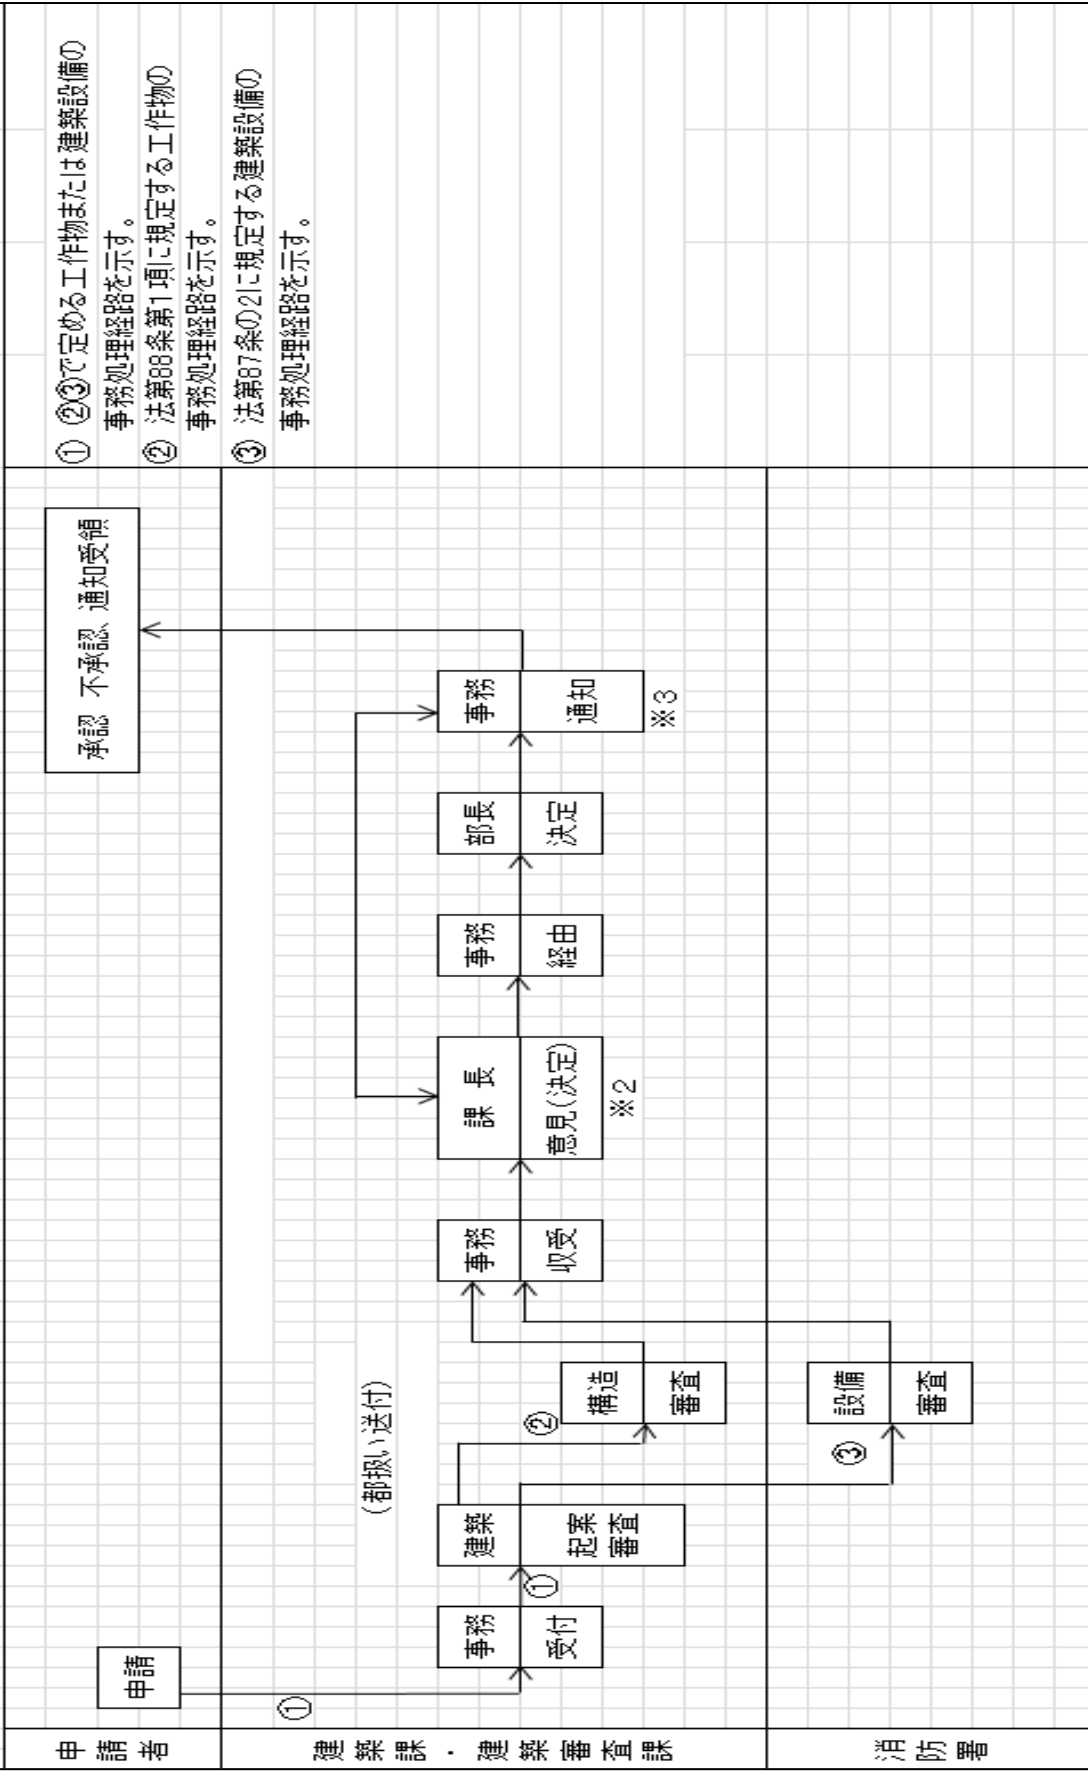 申請者
申請
承認 不承認、通知受領
① ②③で定める工作物または建築設備の
事務処理経路を示す。
② 法第88条第1項に規定する工作物の
事務処理経路を示す。
③ 法第87条の2に規定する建築設備の
事務処理経路を示す。
建築課・建築審査課
①
(都扱い送付)
事務
受付
①
建築
起案
審査
②
構造
審査
事務
収受
課長
意見(決定)
※2
事務
経由
部長
決定
事務
通知
※3
消防署
③
設備
審査